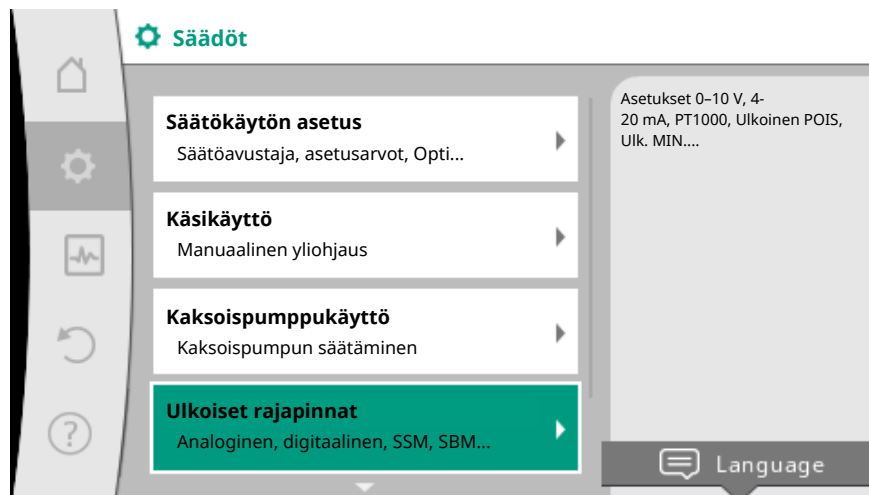 Säädöt
Säätökäytön asetus
Säätöavustaja, asetusarvot, Opti...
Käsikäyttö
Manuaalinen yliohjaus
Kaksoispumppukäyttö
Kaksoispumpun säätäminen
Ulkoiset rajapinnat
Analoginen, digitaalinen, SSM, SBM...
Asetukset 0–10 V, 4-
20 mA, PT1000, Ulkoinen POIS,
Ulk. MIN....
Language